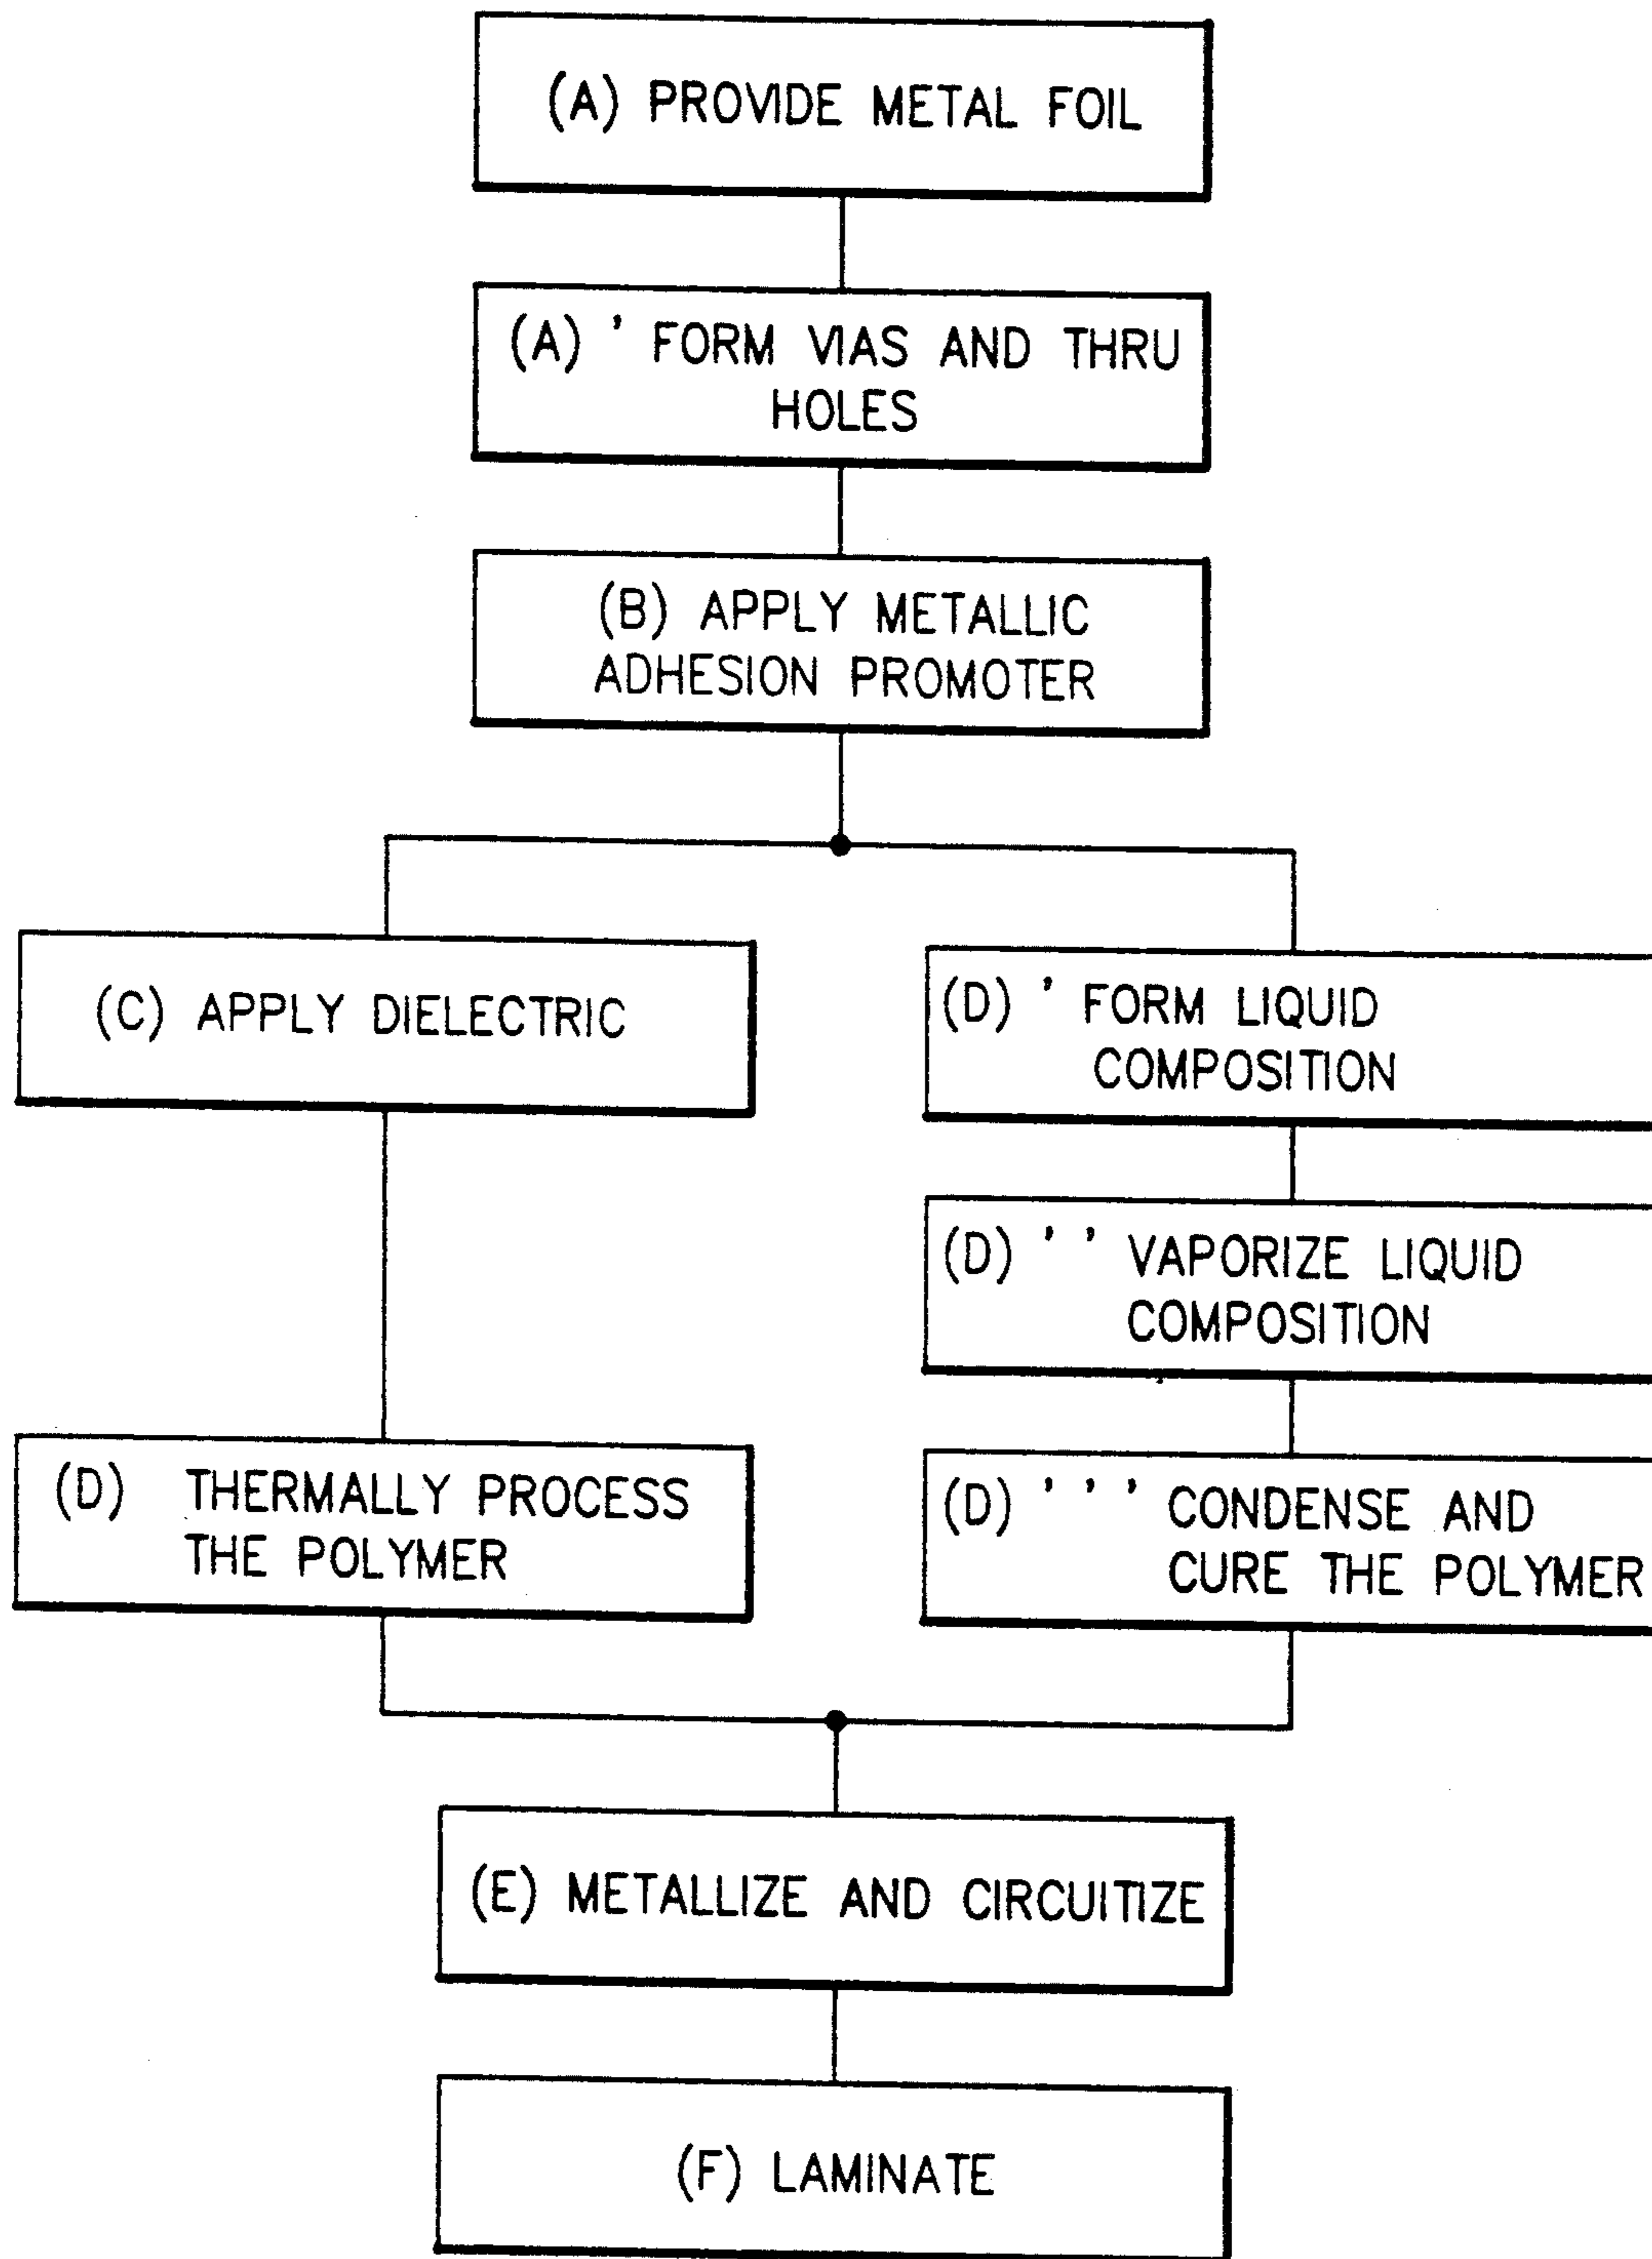 (A) PROVIDE METAL FOIL
(A) ' FORM VIAS AND THRU
HOLES
(B) APPLY METALLIC
ADHESION PROMOTER
(C) APPLY DIELECTRIC
(D) THERMALLY PROCESS
THE POLYMER
(D) ' FORM LIQUID
COMPOSITION
(D) ' ' VAPORIZE LIQUID
COMPOSITION
(D) ' ' ' CONDENSE AND
CURE THE POLYMER
(E) METALLIZE AND CIRCUITIZE
(F) LAMINATE